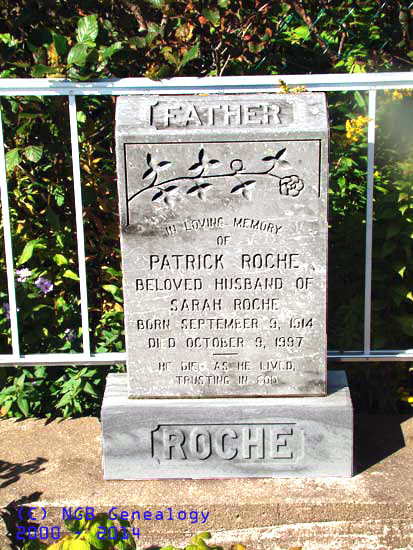 FATHER
IN LOVING MEMORY
OF
PATRICK ROCHE
BELOVED HUSBAND OF
SARAH ROCHE
BORN SEPTEMBER 9, 1914
DIED OCTOBER 9, 1997
HE DIED AS HE LIVED,
TRUSTING IN GOD
ROCHE
(E) NGB Genealogy
2000 - 2014